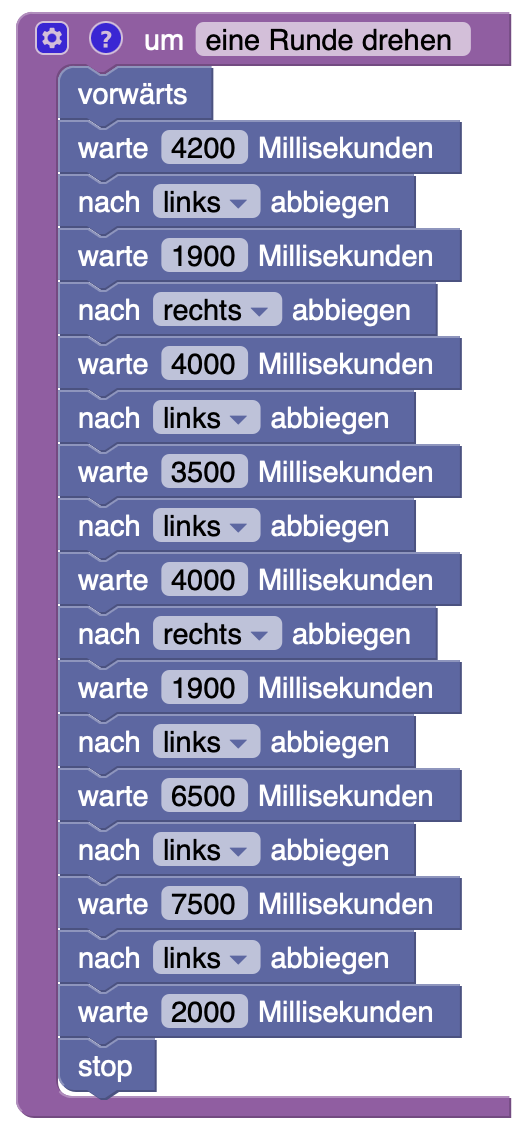 ? um eine Runde drehen
vorwärts
warte 4200 Millisekunden
nach links abbiegen
warte 1900 Millisekunden
nach rechts abbiegen
warte 4000 Millisekunden
nach links abbiegen
warte 3500 Millisekunden
nach links abbiegen
warte 4000 Millisekunden
nach rechts abbiegen
warte 1900 Millisekunden
nach links abbiegen
warte 6500 Millisekunden
nach links abbiegen
warte 7500 Millisekunden
nach links abbiegen
warte 2000 Millisekunden
stop